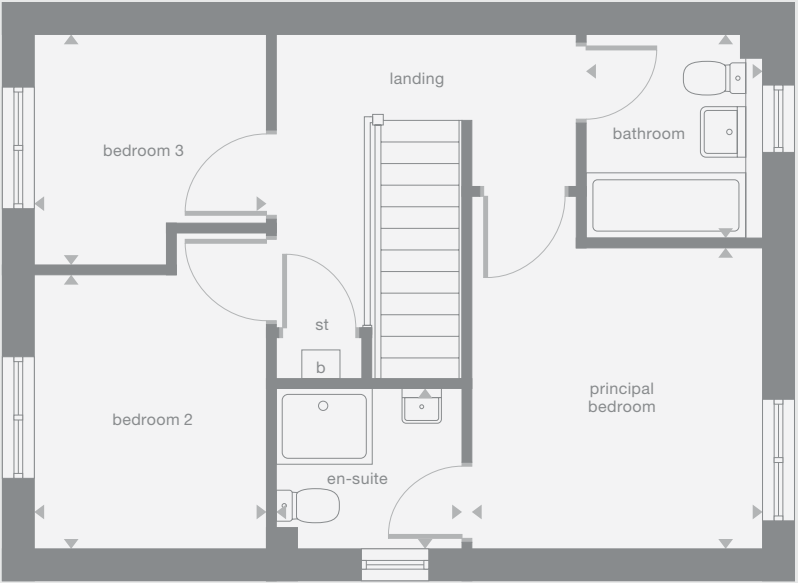 landing
bathroom
bedroom 3
st
b
principal
bedroom
bedroom 2
en-suite